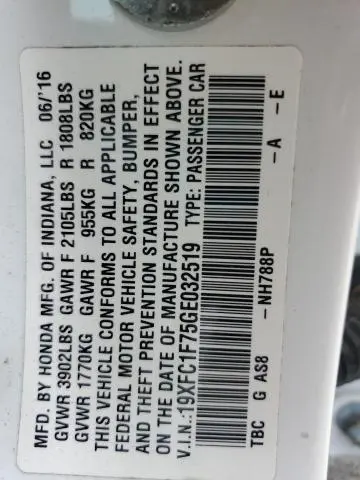 MFD. BY HONDA MFG. OF INDIANA, LLC 06/'16
GVWR 3902LBS GAWR F 2105LBS R 1808LBS
GVWR 1770KG GAWR F 955KG R 820KG
THIS VEHICLE CONFORMS TO ALL APPLICABLE
FEDERAL MOTOR VEHICLE SAFETY, BUMPER,
AND THEFT PREVENTION STANDARDS IN EFFECT
ON THE DATE OF MANUFACTURE SHOWN ABOVE.
V.I.N.:19XFC1F75GE032519 TYPE: PASSENGER CAR
TBC G AS8 -NH788P -A -E